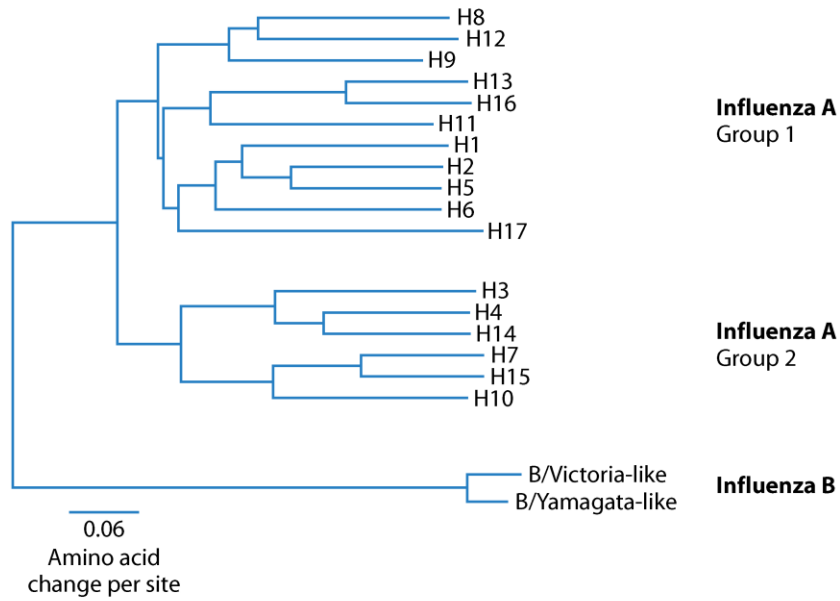 H8
H12
H9
H13
H16
H11
H1
H2
H5
H6
H17
Influenza A
Group 1
H3
H4
H14
H7
H15
H10
Influenza A
Group 2
B/Victoria-like
B/Yamagata-like
Influenza B
0.06
Amino acid
change per site